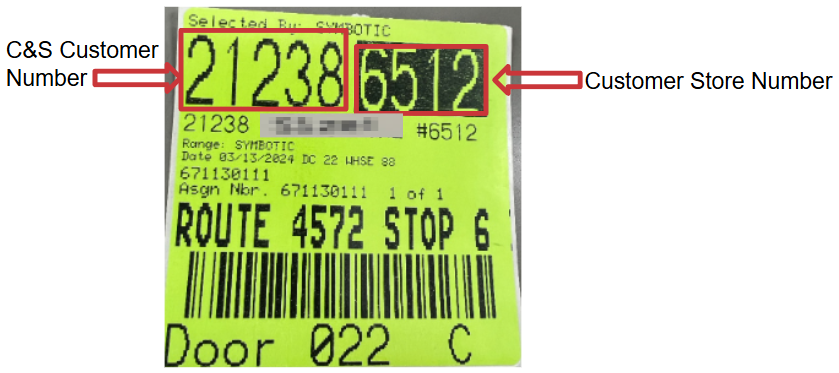 C&S Customer
Number
Customer Store Number
Selected By: SYMBOTIC
21238 6512
21238 #6512
Range: SYMBOTIC
Date 03/13/2024 DC 22 WHSE 88
671130111
Asgn Nbr. 671130111 1 of 1
ROUTE 4572 STOP 6
Door 022 C